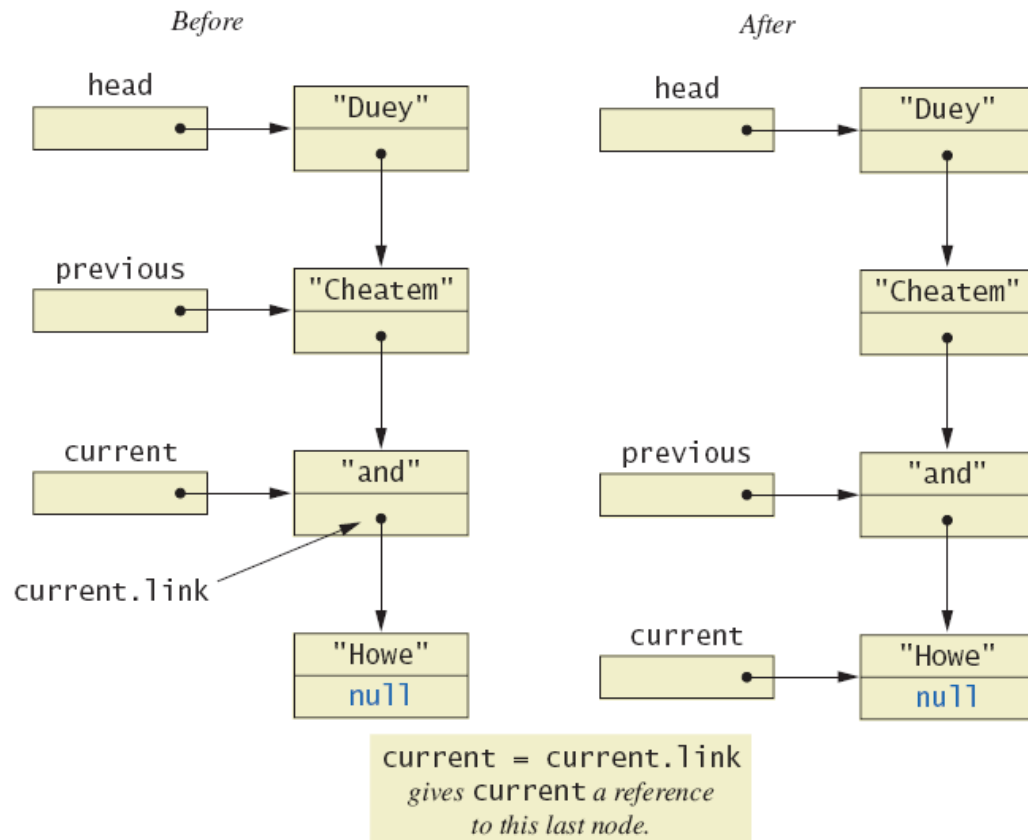 Before
head
"Duey"
previous
"Cheatem"
current
"and"
current.link
"Howe"
null
After
head
"Duey"
"Cheatem"
previous
"and"
current
"Howe"
null
current = current.link
gives current a reference
to this last node.